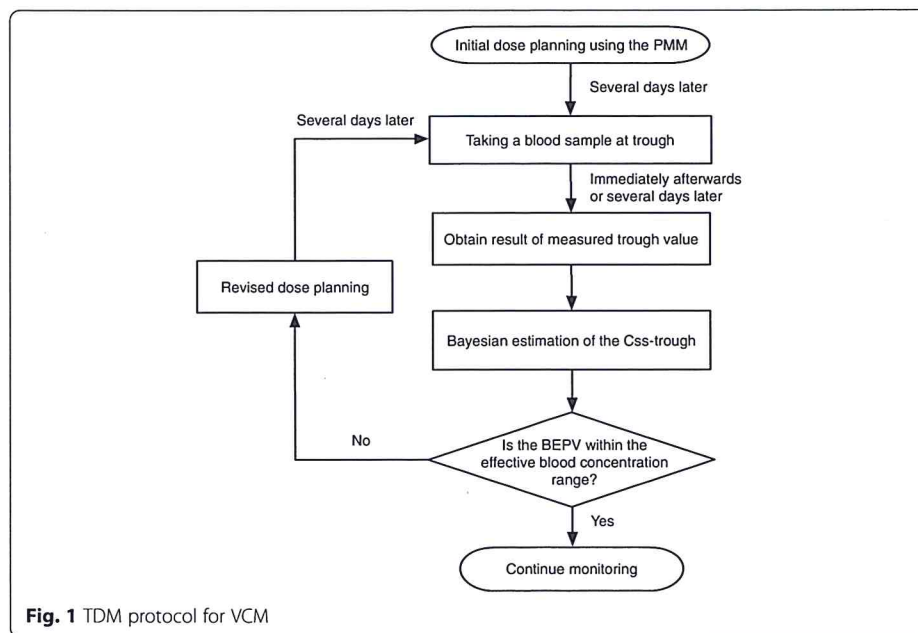 Initial dose planning using the PMM
Several days later
Several days later
Taking a blood sample at trough
Immediately afterwards
or several days later
Obtain result of measured trough value
Revised dose planning
Bayesian estimation of the Css-trough
No
Is the BEPV within the
effective blood concentration
range?
Yes
Continue monitoring
Fig. 1 TDM protocol for VCM